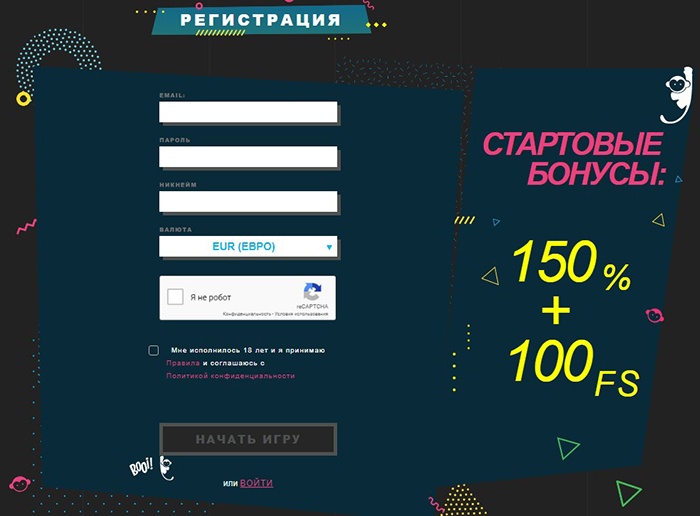 РЕГИСТРАЦИЯ
EMAIL:
ПАРОЛЬ
НИКНЕЙМ
ВАЛЮТА
EUR (ЕВРО)
Я не робот
reCAPTCHA
Конфиденциальность - Условия использования
Мне исполнилось 18 лет и я принимаю
Правила и соглашаюсь с
Политикой конфиденциальности
НАЧАТЬ ИГРУ
BOOI!
или ВОЙТИ
СТАРТОВЫЕ
БОНУСЫ:
150 %
+
100 FS